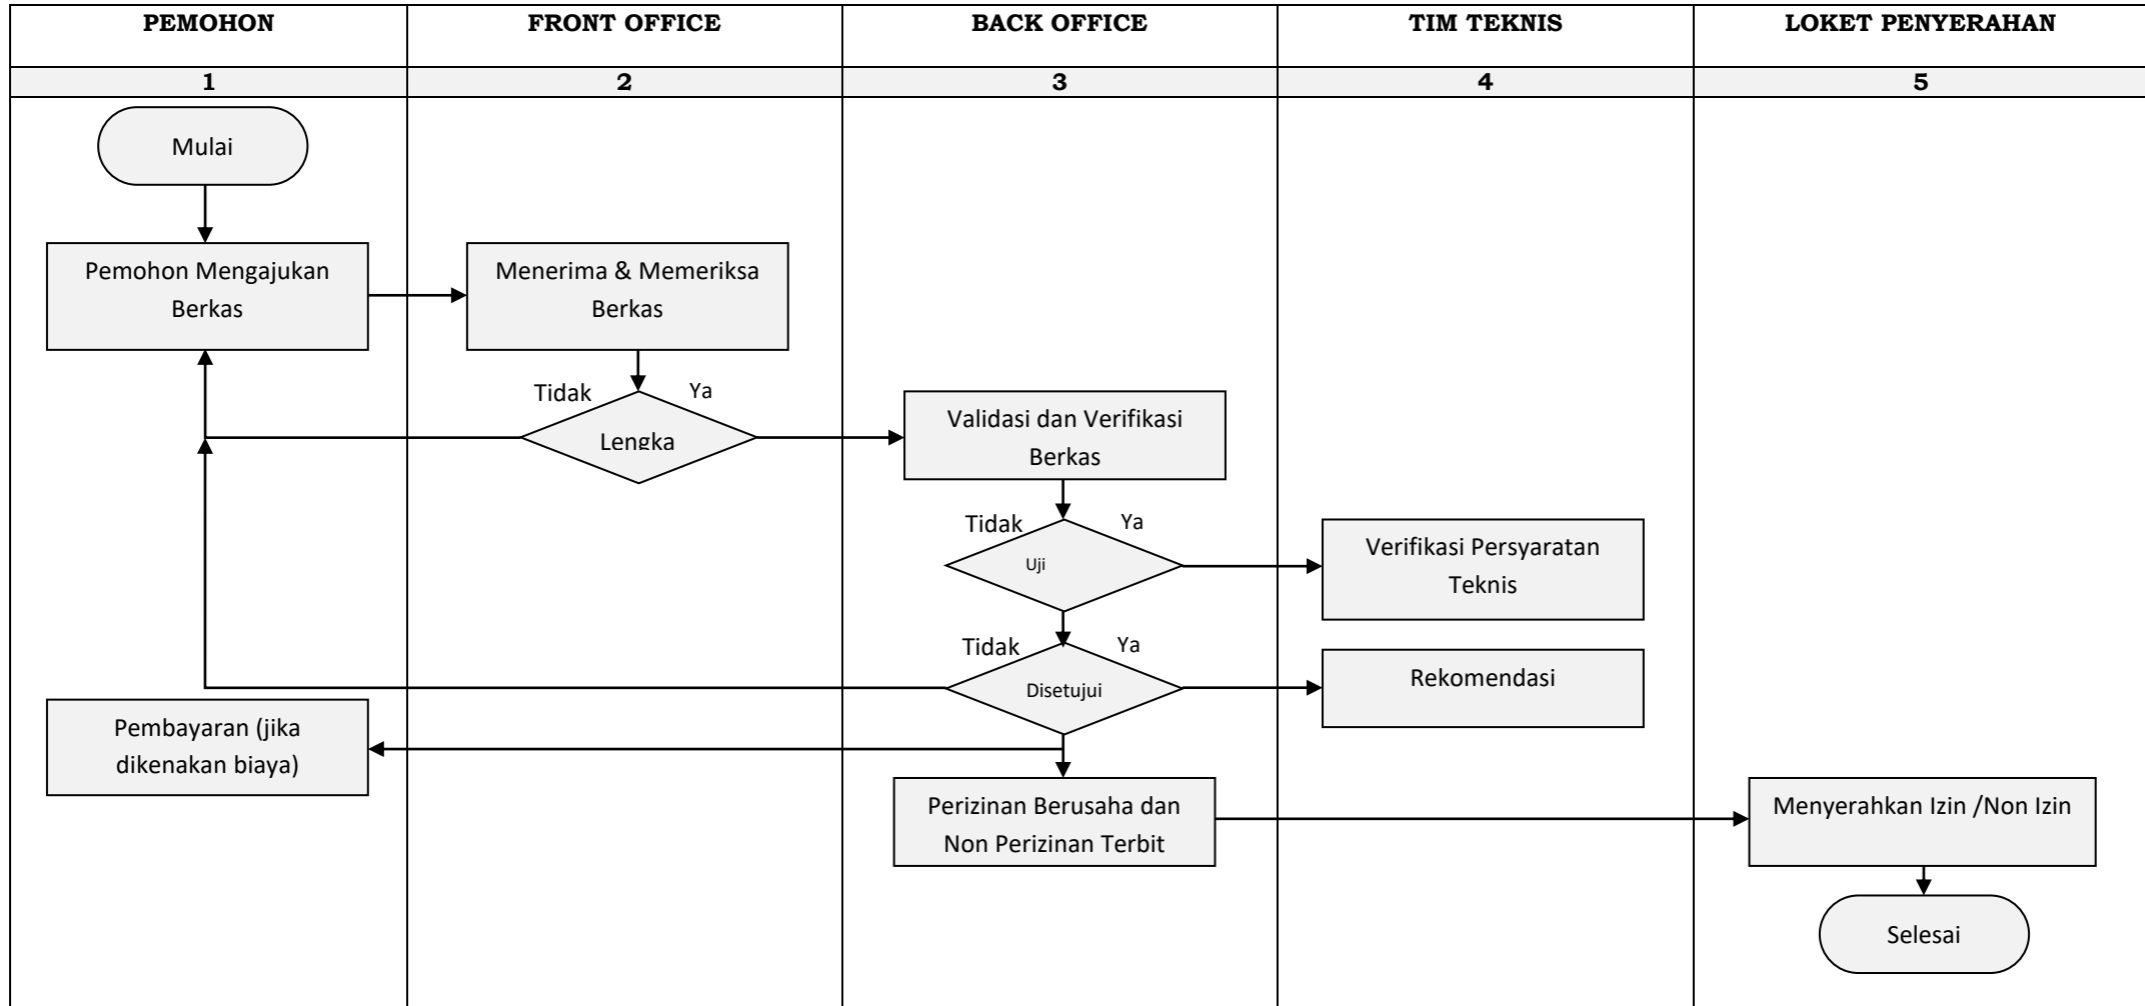 PEMOHON
FRONT OFFICE
BACK OFFICE
TIM TEKNIS
LOKET PENYERAHAN
1
2
3
4
5
Mulai
Pemohon Mengajukan
Berkas
Menerima & Memeriksa
Berkas
Tidak
Ya
Lengka
Validasi dan Verifikasi
Berkas
Tidak
Ya
Uji
Verifikasi Persyaratan
Teknis
Tidak
Ya
Disetujui
Rekomendasi
Pembayaran (jika
dikenakan biaya)
Perizinan Berusaha dan
Non Perizinan Terbit
Menyerahkan Izin /Non Izin
Selesai